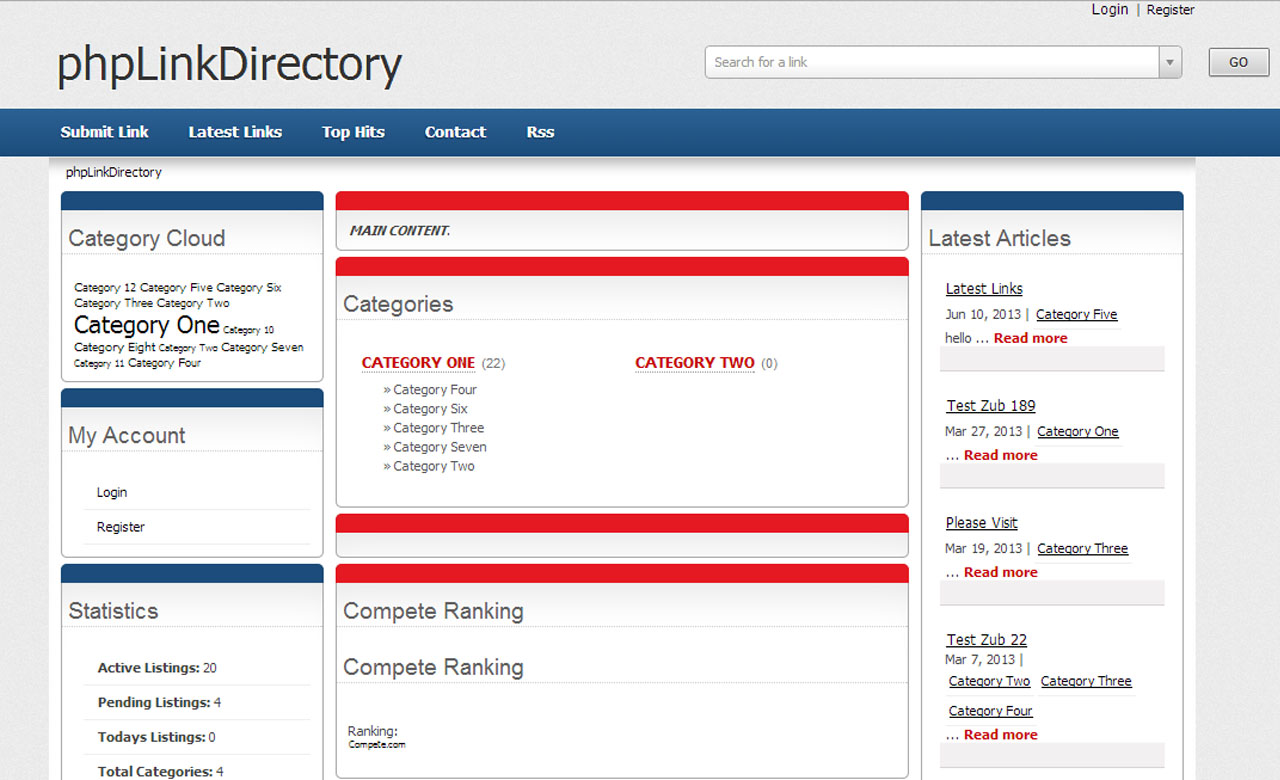 Login | Register
phpLinkDirectory
Search for a link
GO
Submit Link Latest Links Top Hits Contact Rss
phpLinkDirectory
Category Cloud
Category 12 Category Five Category Six
Category Three Category Two
Category One Category 10
Category Eight Category Two Category Seven
Category 11 Category Four
My Account
Login
Register
Statistics
Active Listings: 20
Pending Listings: 4
Todays Listings: 0
Total Categories: 4
MAIN CONTENT.
Categories
CATEGORY ONE (22)
» Category Four
» Category Six
» Category Three
» Category Seven
» Category Two
CATEGORY TWO (0)
Compete Ranking
Compete Ranking
Ranking:
Compete.com
Latest Articles
Latest Links
Jun 10, 2013 | Category Five
hello ... Read more
Test Zub 189
Mar 27, 2013 | Category One
... Read more
Please Visit
Mar 19, 2013 | Category Three
... Read more
Test Zub 22
Mar 7, 2013 |
Category Two Category Three
Category Four
... Read more